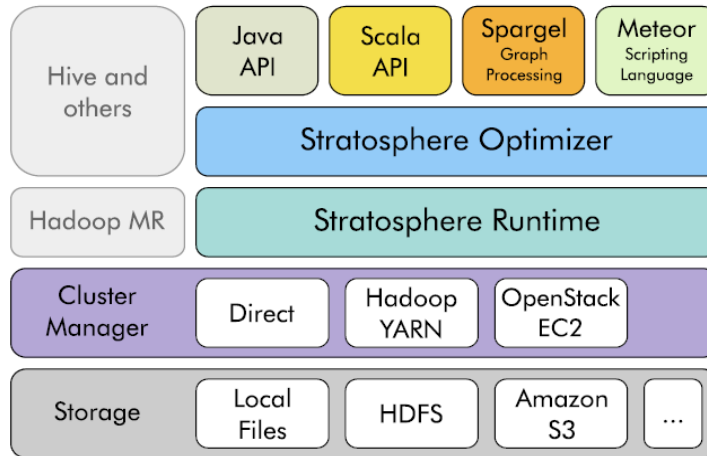 Hive and
others
Java
API
Scala
API
Spargel
Graph
Processing
Meteor
Scripting
Language
Stratosphere Optimizer
Hadoop MR
Stratosphere Runtime
Cluster
Manager
Direct
Hadoop
YARN
OpenStack
EC2
Storage
Local
Files
HDFS
Amazon
S3
...